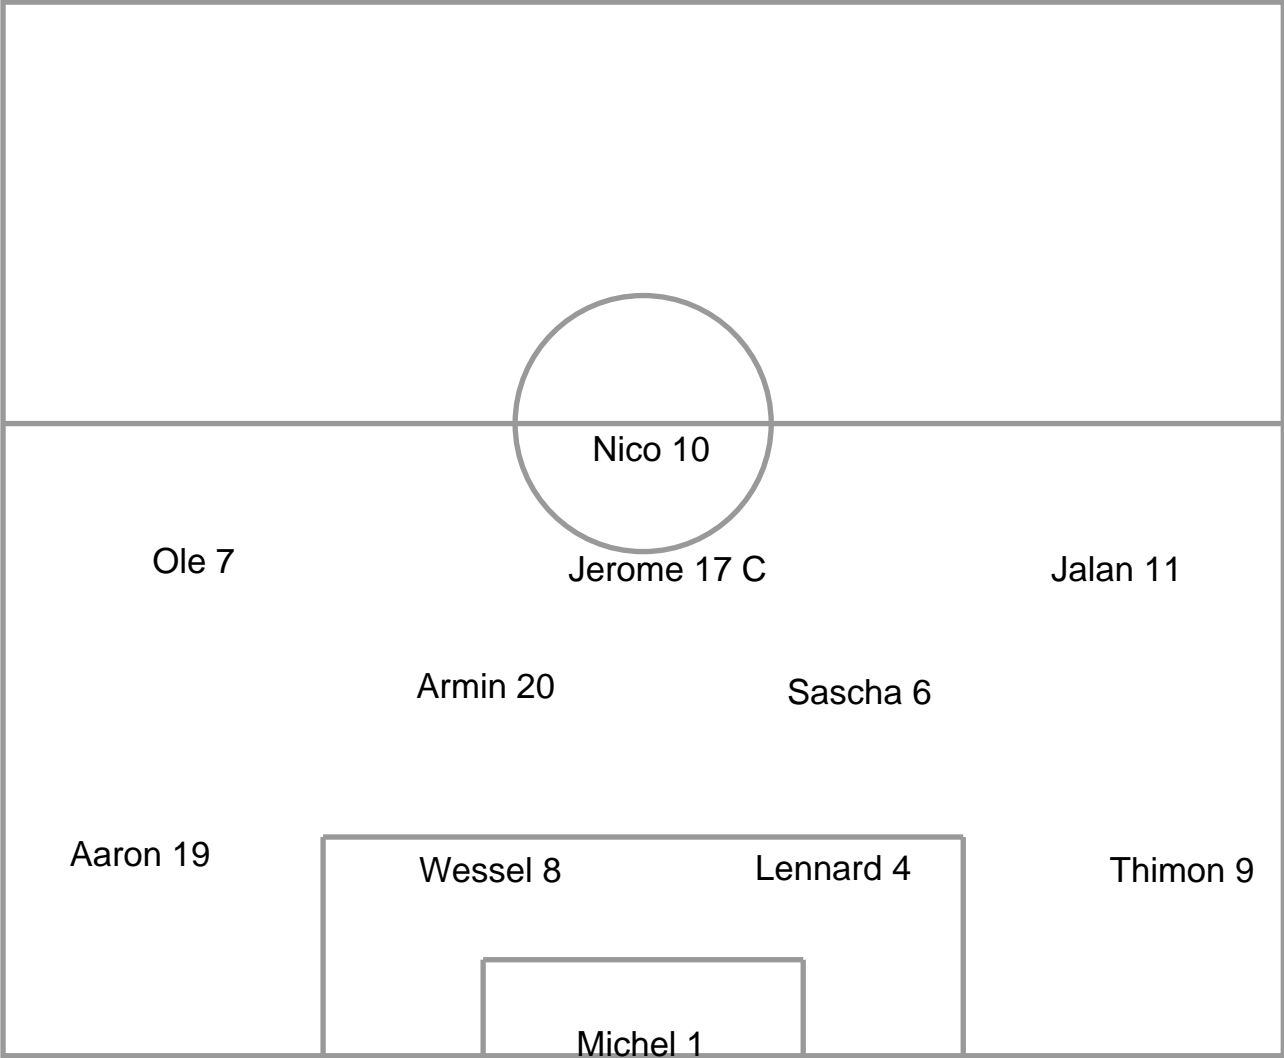 Nico 10
Ole 7
Jerome 17 C
Jalan 11
Armin 20
Sascha 6
Aaron 19
Wessel 8
Lennard 4
Thimon 9
Michel 1